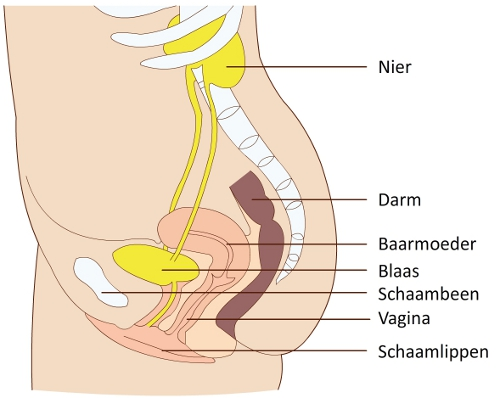 Nier
Darm
Baarmoeder
Blaas
Schaambeen
Vagina
Schaamlippen